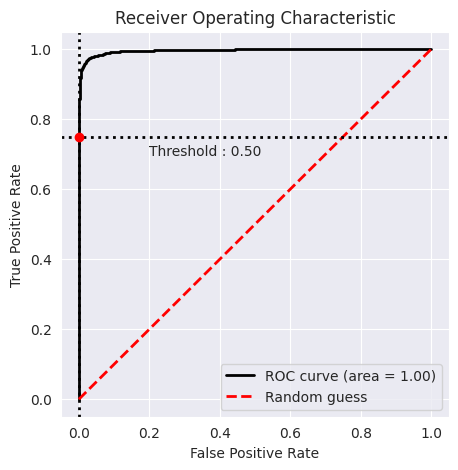 Receiver Operating Characteristic
1.0
0.8
Threshold : 0.50
0.6
True Positive Rate
0.4
0.2
ROC curve (area = 1.00)
Random guess
0.0
0.0 0.2 0.4 0.6 0.8 1.0
False Positive Rate